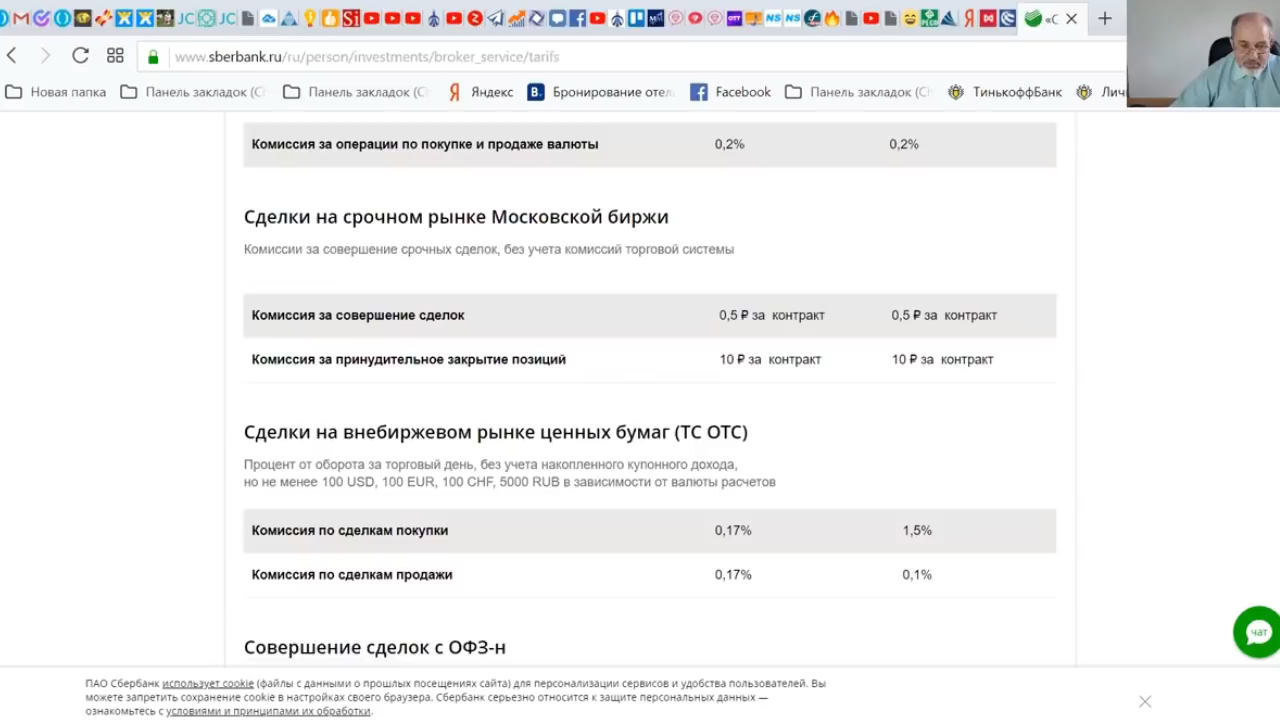 www.sberbank.ru/ru/person/investments/broker_service/tarifs
Новая папка
Панель закладок (С
Панель закладок (С
Яндекс
Бронирование оте
Facebook
Панель закладок (С
ТинькоффБанк
Личн
Комиссия за операции по покупке и продаже валюты 0,2% 0,2%
Сделки на срочном рынке Московской биржи
Комиссии за совершение срочных сделок, без учета комиссий торговой системы
Комиссия за совершение сделок 0,5 ₽ за контракт 0,5 ₽ за контракт
Комиссия за принудительное закрытие позиций 10 ₽ за контракт 10 ₽ за контракт
Сделки на внебиржевом рынке ценных бумаг (ТС ОТС)
Процент от оборота за торговый день, без учета накопленного купонного дохода,
но не менее 100 USD, 100 EUR, 100 CHF, 5000 RUB в зависимости от валюты расчетов
Комиссия по сделкам покупки 0,17% 1,5%
Комиссия по сделкам продажи 0,17% 0,1%
Совершение сделок с ОФЗ-н
чат
ПАО Сбербанк использует cookie (файлы с данными о прошлых посещениях сайта) для персонализации сервисов и удобства пользователей. Вы
можете запретить сохранение cookie в настройках своего браузера. Сбербанк серьезно относится к защите персональных данных —
ознакомьтесь с условиями и принципами их обработки.